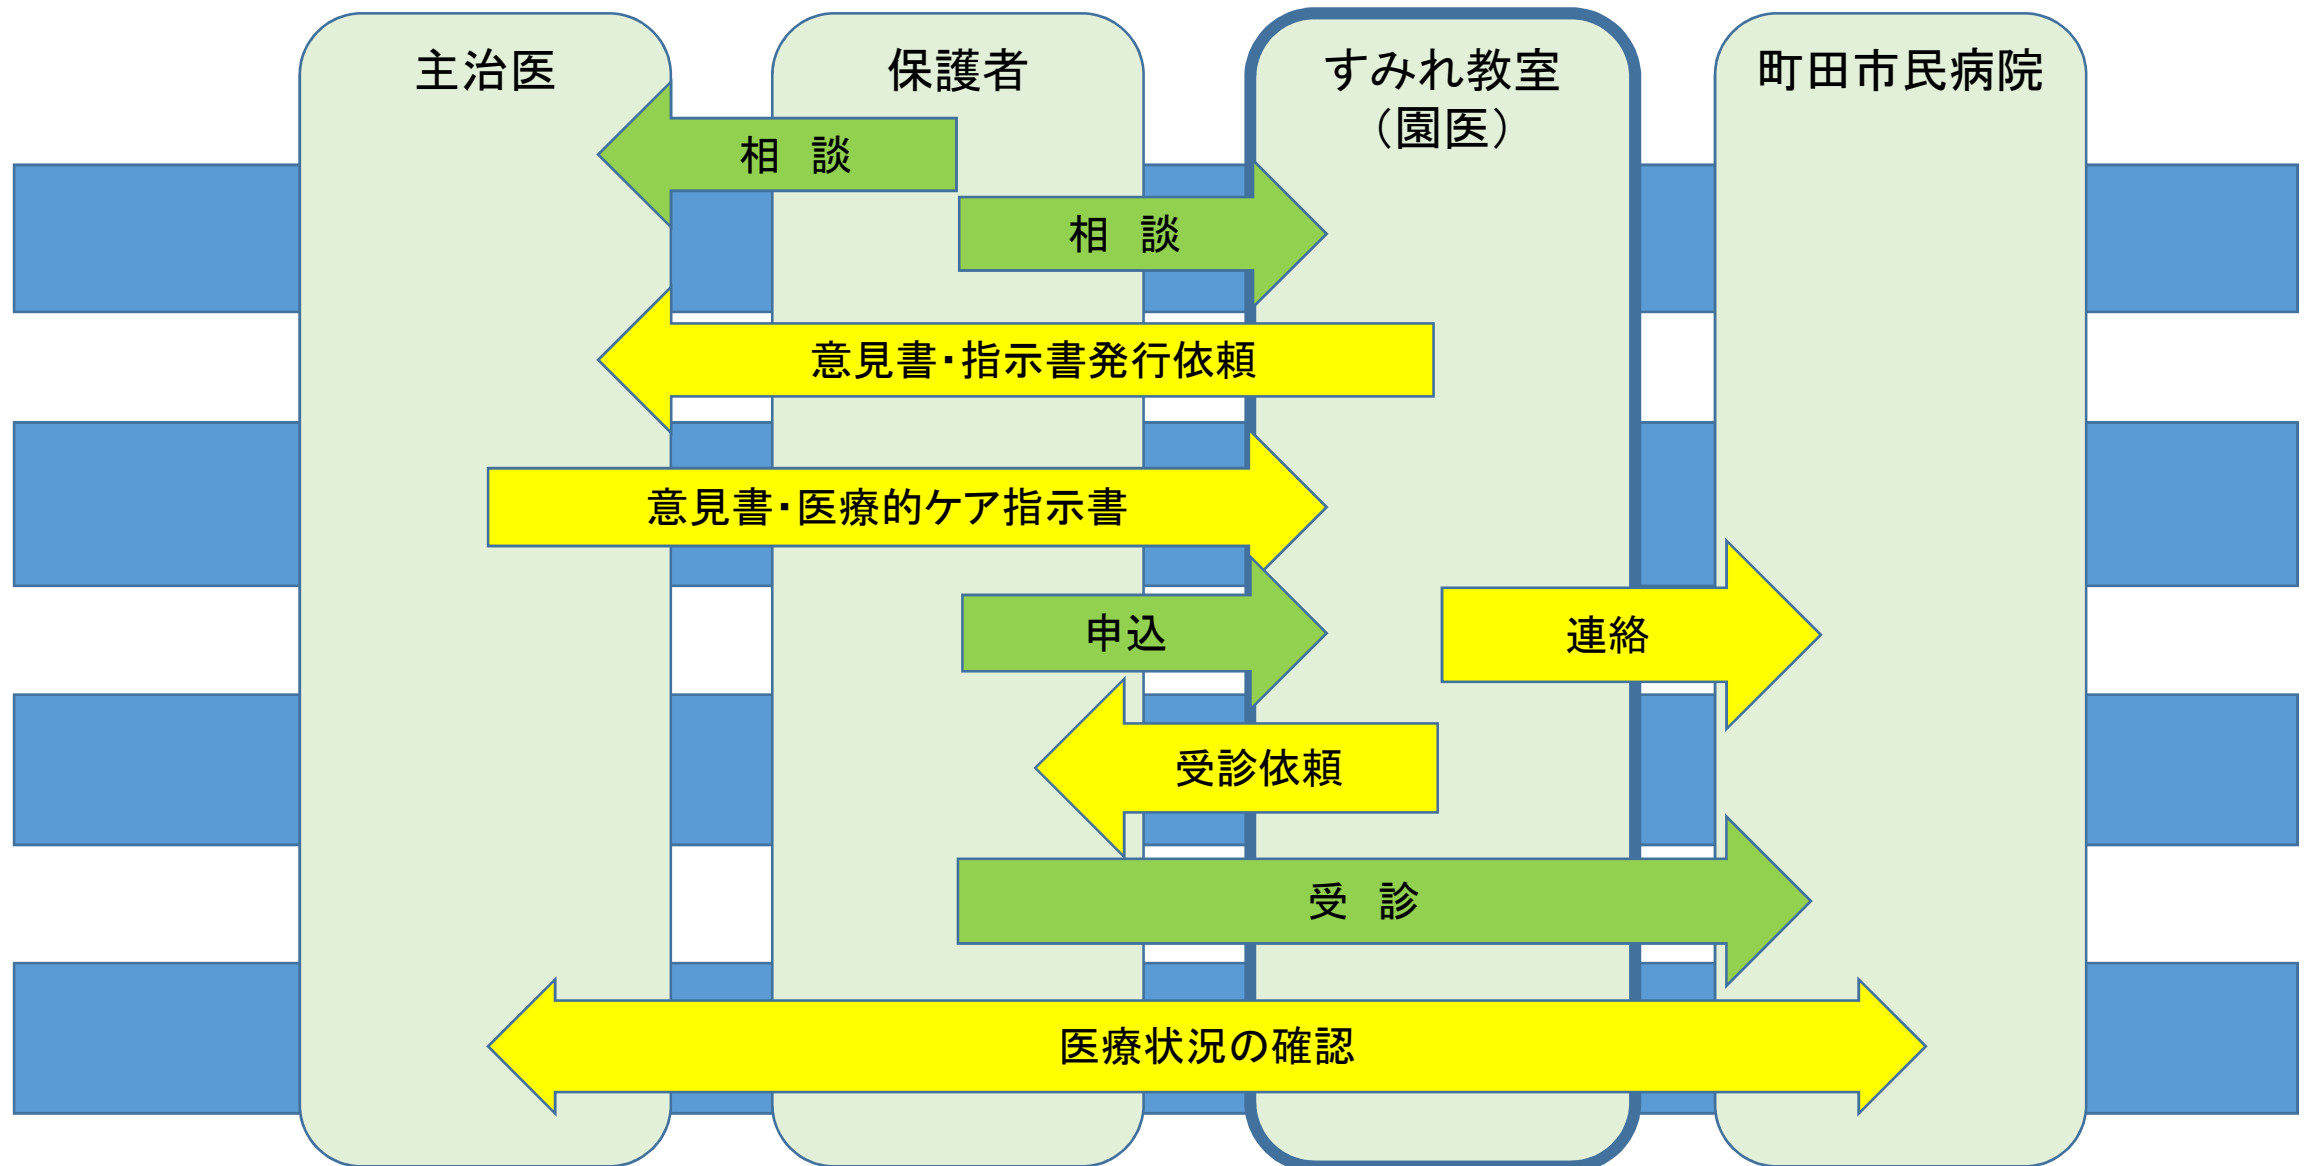 主治医
保護者
すみれ教室
（園医）
町田市民病院
相　談
相　談
意見書・指示書発行依頼
意見書・医療的ケア指示書
申込
連絡
受診依頼
受　診
医療状況の確認